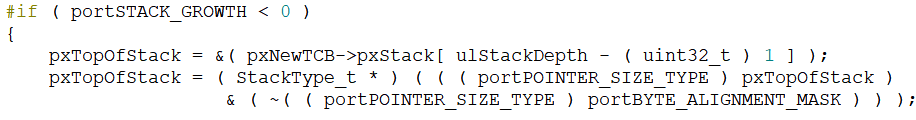 #if ( portSTACK_GROWTH < 0 )
{
pxTopOfStack = &( pxNewTCB->pxStack[ ulStackDepth - ( uint32_t ) 1 ] );
pxTopOfStack = ( StackType_t * ) ( ( ( portPOINTER_SIZE_TYPE ) pxTopOfStack )
& ( ~( ( portPOINTER_SIZE_TYPE ) portBYTE_ALIGNMENT_MASK ) ) );